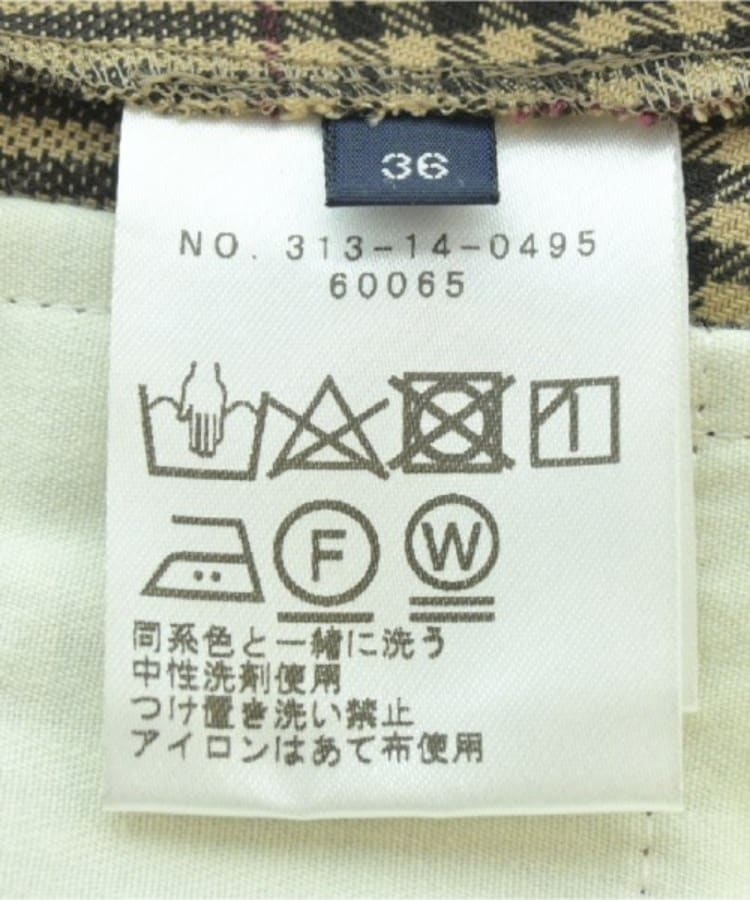 36
NO. 313-14-0495
60065
F
W
同系色と一緒に洗う
中性洗剤使用
つけ置き洗い禁止
アイロンはあて布使用